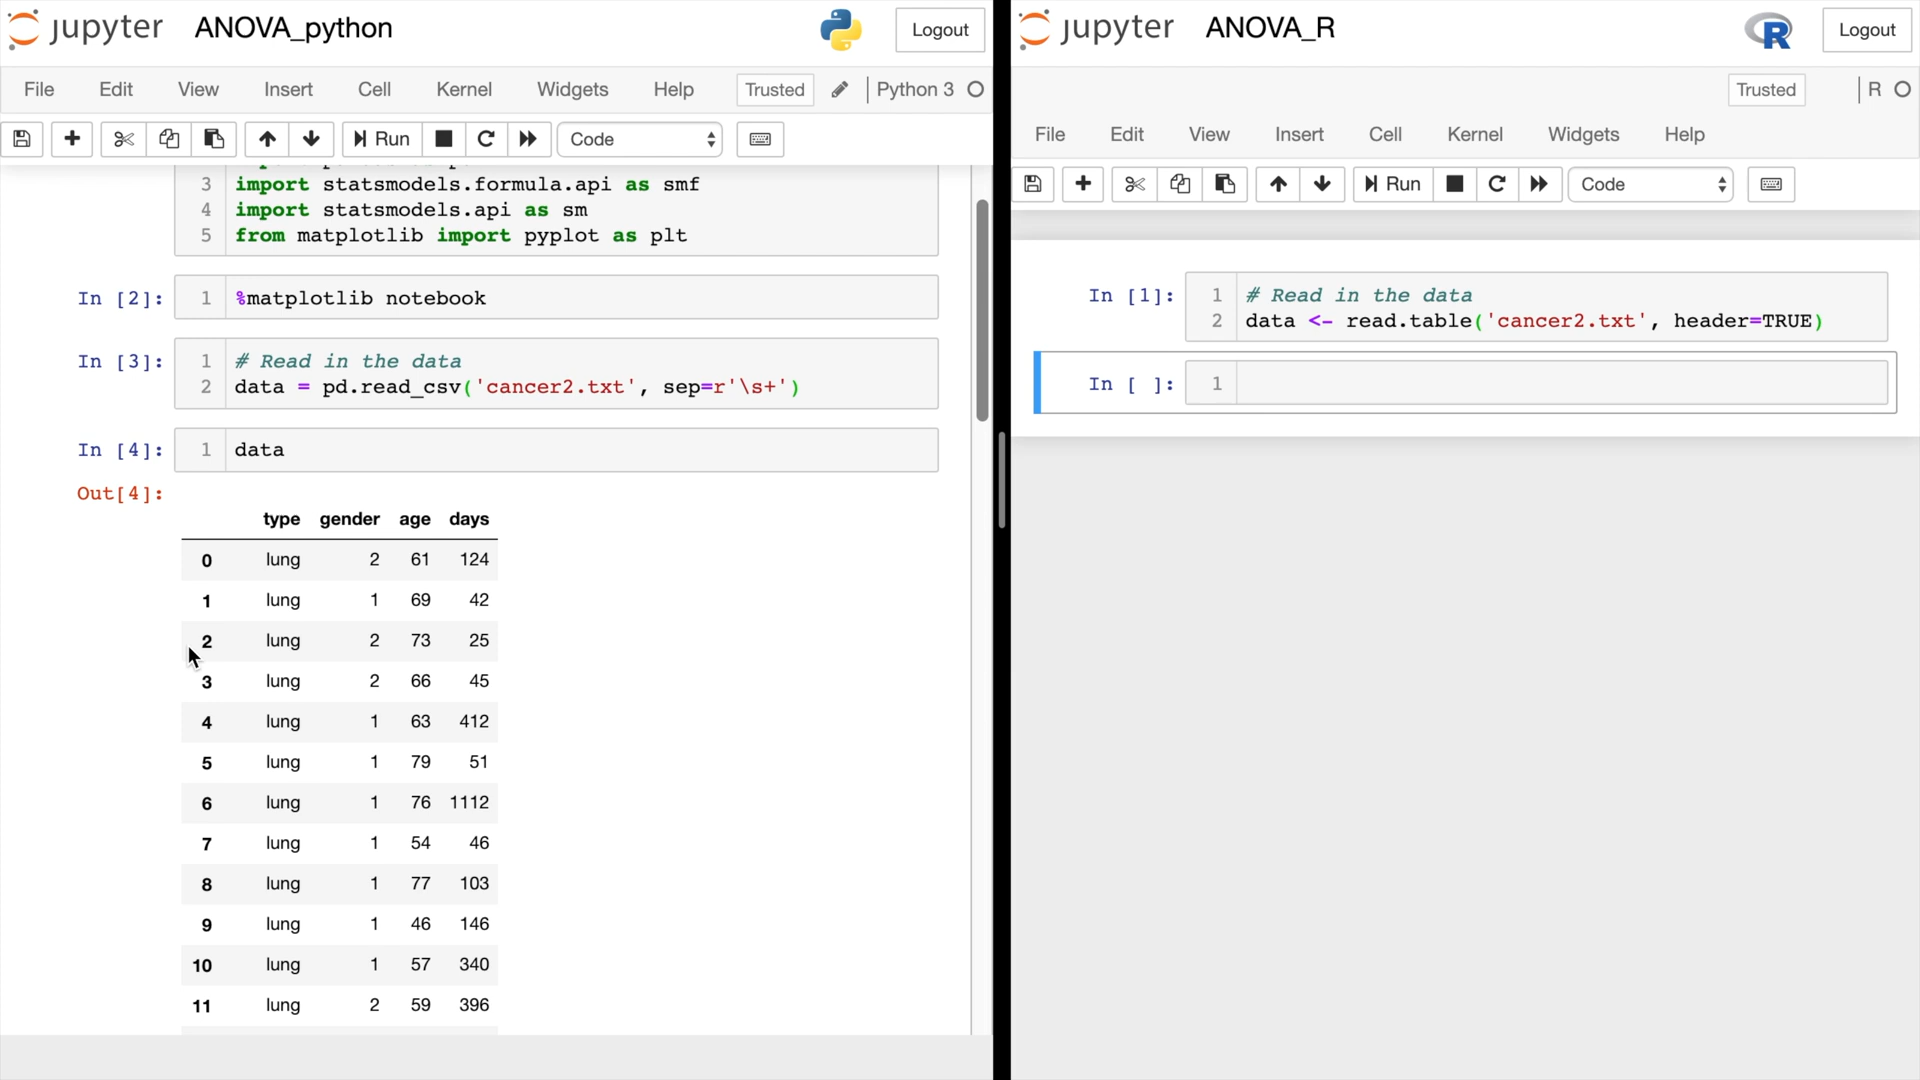 jupyter ANOVA_python Logout
File Edit View Insert Cell Kernel Widgets Help Trusted Python 3
Run Code
3 import statsmodels.formula.api as smf
4 import statsmodels.api as sm
5 from matplotlib import pyplot as plt
In [2]: 1 %matplotlib notebook
In [3]: 1 # Read in the data
2 data = pd.read_csv('cancer2.txt', sep=r'\s+')
In [4]: 1 data
Out[4]:
type gender age days
0 lung 2 61 124
1 lung 1 69 42
2 lung 2 73 25
3 lung 2 66 45
4 lung 1 63 412
5 lung 1 79 51
6 lung 1 76 1112
7 lung 1 54 46
8 lung 1 77 103
9 lung 1 46 146
10 lung 1 57 340
11 lung 2 59 396
jupyter ANOVA_R R Logout
Trusted R
File Edit View Insert Cell Kernel Widgets Help
Run Code
In [1]: 1 # Read in the data
2 data <- read.table('cancer2.txt', header=TRUE)
In [ ]: 1